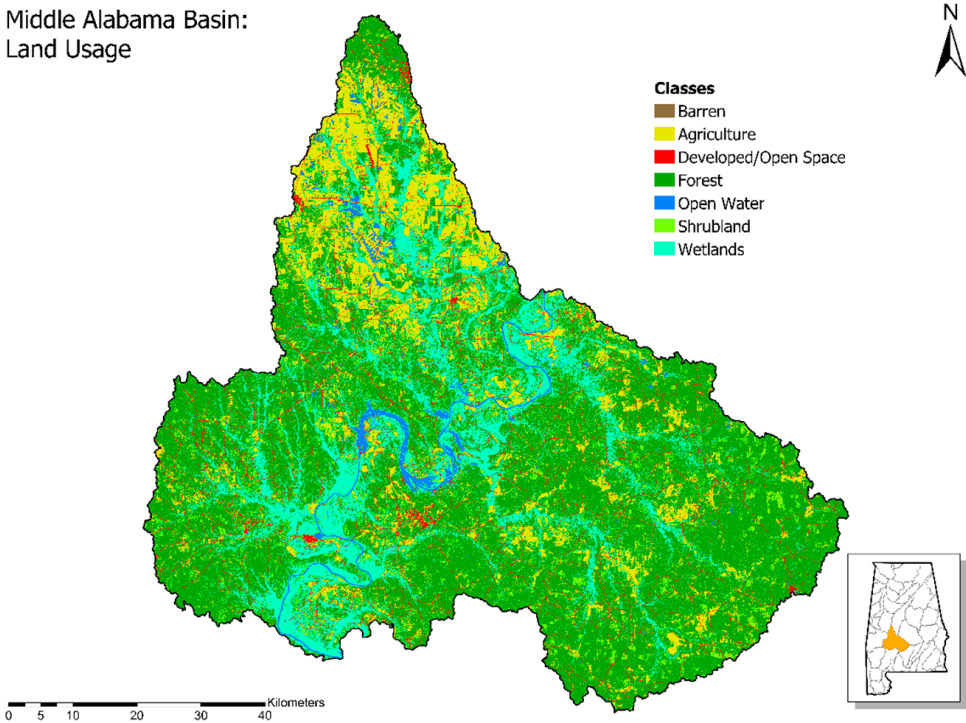 Middle Alabama Basin:
Land Usage
N
Classes
Barren
Agriculture
Developed/Open Space
Forest
Open Water
Shrubland
Wetlands
Kilometers
0 5 10 20 30 40